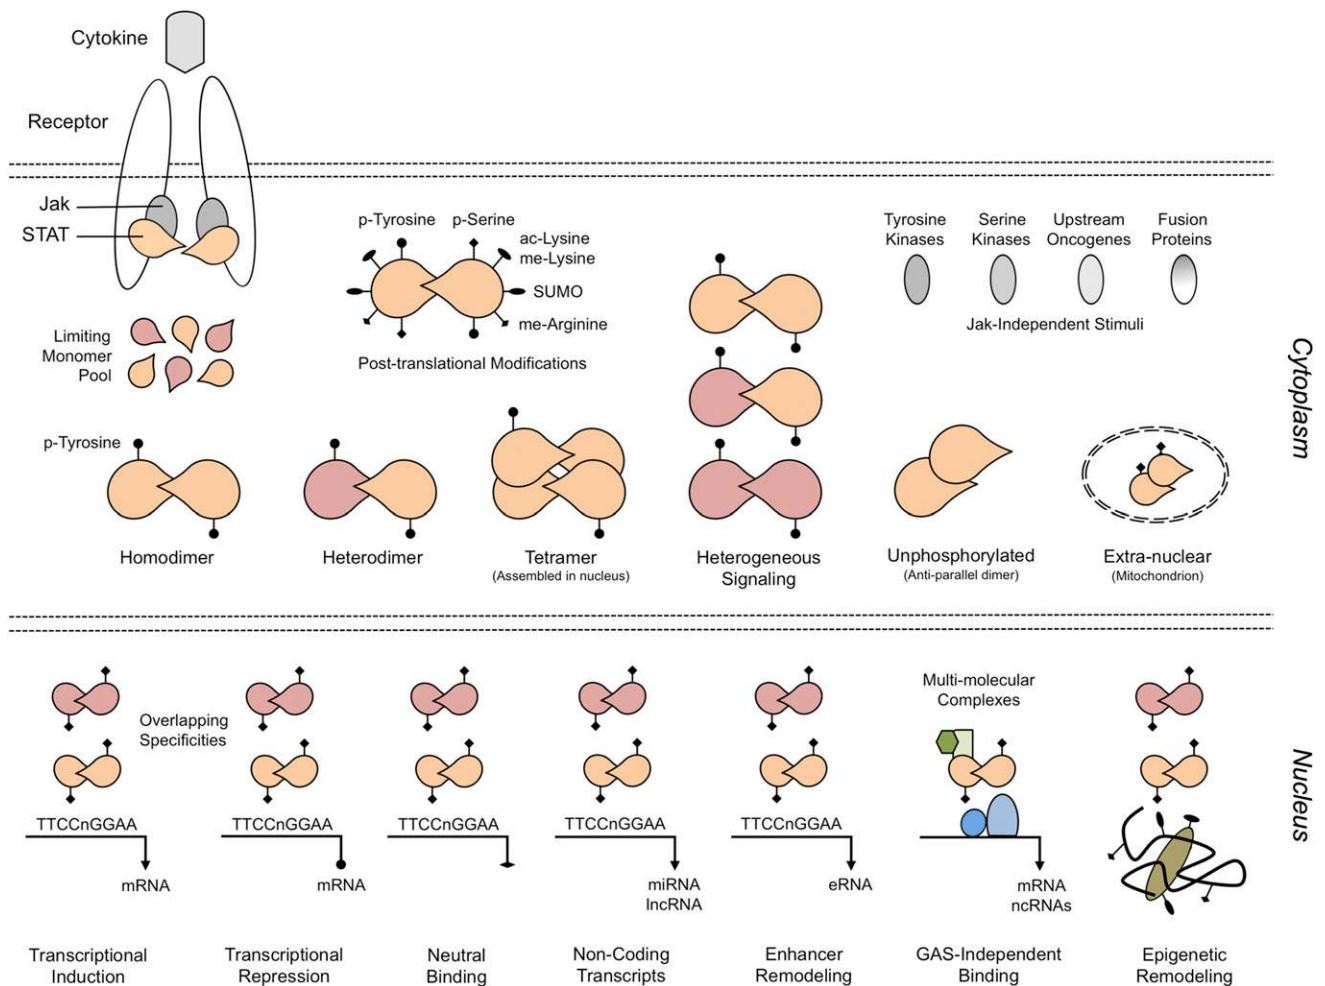 Cytokine
Receptor
Jak
STAT
Limiting
Monomer
Pool
p-Tyrosine
p-Serine
ac-Lysine
me-Lysine
SUMO
me-Arginine
Post-translational Modifications
Tyrosine
Kinases
Serine
Kinases
Upstream
Oncogenes
Fusion
Proteins
Jak-Independent Stimuli
Cytoplasm
p-Tyrosine
Homodimer
Heterodimer
Tetramer
(Assembled in nucleus)
Heterogeneous
Signaling
Unphosphorylated
(Anti-parallel dimer)
Extra-nuclear
(Mitochondrion)
Overlapping
Specificities
Multi-molecular
Complexes
Nucleus
TTCCnGGAA
TTCCnGGAA
TTCCnGGAA
TTCCnGGAA
TTCCnGGAA
mRNA
mRNA
miRNA
lncRNA
eRNA
mRNA
ncRNAs
Transcriptional
Induction
Transcriptional
Repression
Neutral
Binding
Non-Coding
Transcripts
Enhancer
Remodeling
GAS-Independent
Binding
Epigenetic
Remodeling